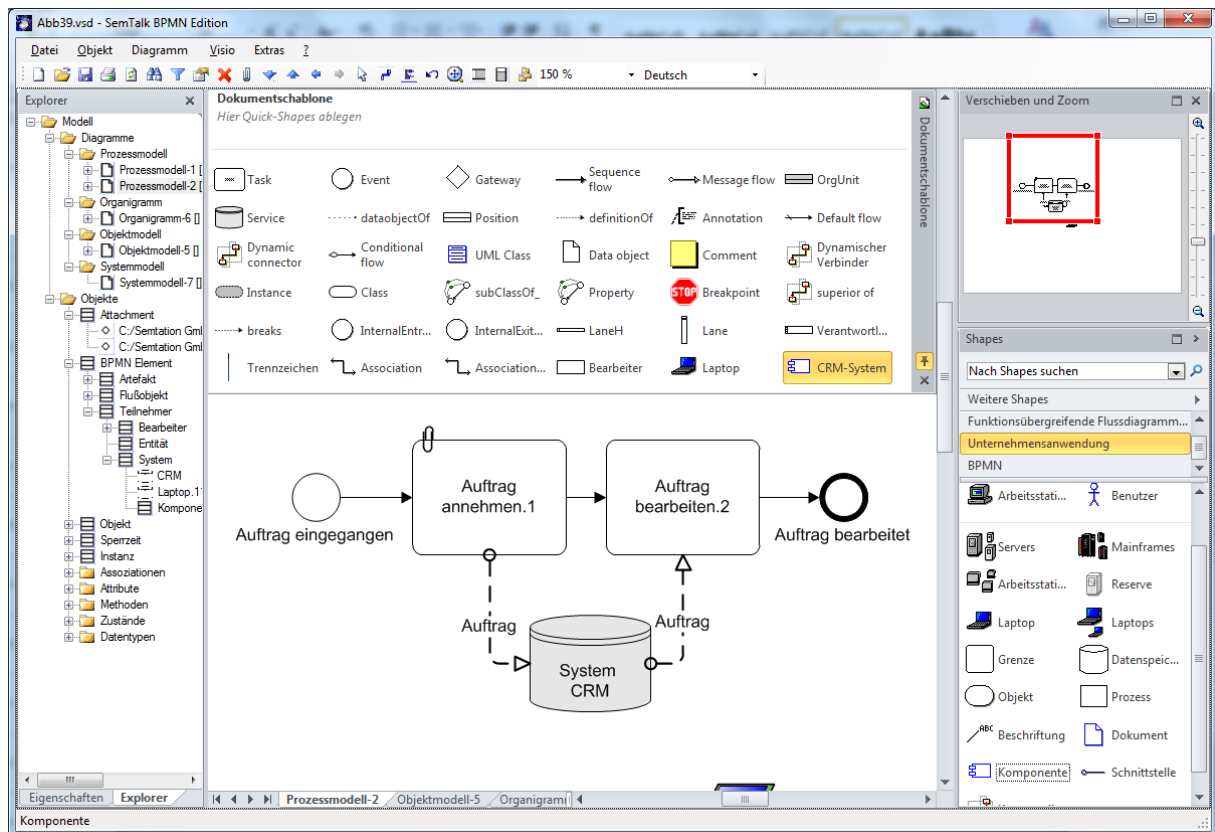 Abb39.vsd - SemTalk BPMN Edition
Datei Objekt Diagramm Visio Extras ?
150 % Deutsch
Explorer
Modell
Diagramme
Prozessmodell
Prozessmodell-1 [
Prozessmodell-2 [
Organigramm
Organigramm-6 []
Objektmodell
Objektmodell-5 []
Systemmodell
Systemmodell-7 []
Objekte
Attachment
C:/Semtation Gml
C:/Semtation Gml
BPMN Element
Artefakt
Flußobjekt
Teilnehmer
Bearbeiter
Entität
System
CRM
Laptop.1
Kompone
Objekt
Sperrzeit
Instanz
Assoziationen
Attribute
Methoden
Zustände
Datentypen
Eigenschaften Explorer
Dokumentschablone
Hier Quick-Shapes ablegen
Task Event Gateway Sequence flow Message flow OrgUnit
Service dataobjectOf Position definitionOf Annotation Default flow
Dynamic connector Conditional flow UML Class Data object Comment Dynamischer Verbinder
Instance Class subClassOf_ Property STOP Breakpoint superior of
breaks InternalEntr... InternalExit... LaneH Lane Verantwortl...
Trennzeichen Association Association... Bearbeiter Laptop CRM-System
Dokumentschablone
Auftrag eingegangen
Auftrag
annehmen.1
Auftrag
bearbeiten.2
Auftrag bearbeitet
Auftrag
Auftrag
System
CRM
Prozessmodell-2 Objektmodell-5 Organigrami
Verschieben und Zoom
Shapes
Nach Shapes suchen
Weitere Shapes
Funktionsübergreifende Flussdiagramm...
Unternehmensanwendung
BPMN
Arbeitsstati... Benutzer
Servers Mainframes
Arbeitsstati... Reserve
Laptop Laptops
Grenze Datenspeic...
Objekt Prozess
ABC Beschriftung Dokument
Komponente Schnittstelle
Komponente